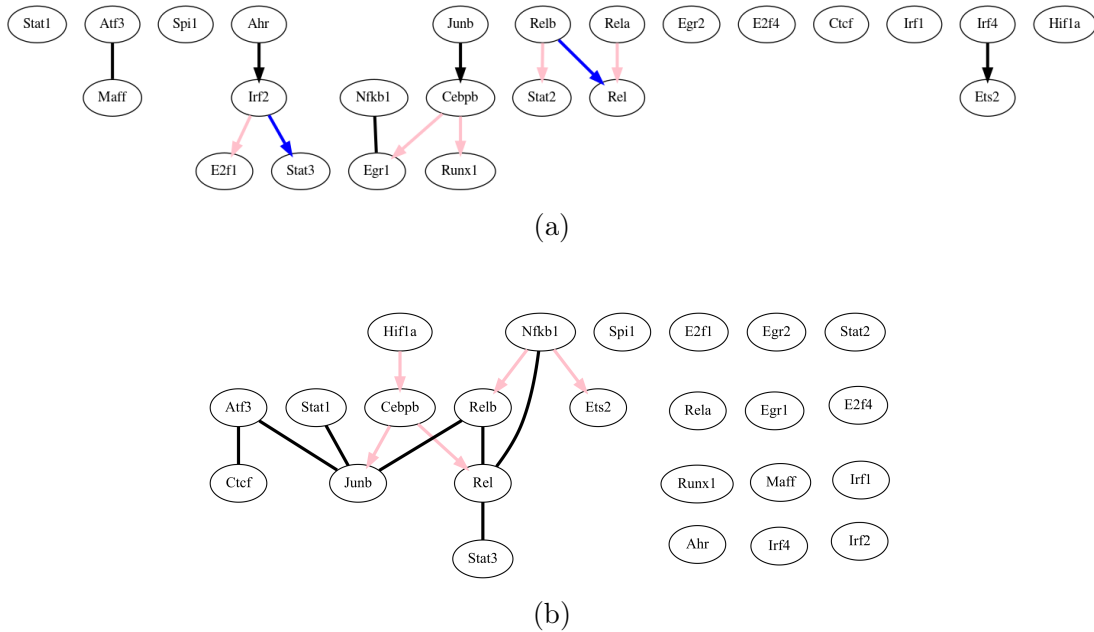 Stat1 Atf3 Spi1 Ahr Junb Relb Rela Egr2 E2f4 Ctcf Irf1 Irf4 Hif1a
Maff Irf2 Nfkb1 Cebpb Stat2 Rel Ets2
E2f1 Stat3 Egr1 Runx1
(a)
Hif1a Nfkb1 Spi1 E2f1 Egr2 Stat2
Atf3 Stat1 Cebpb Relb Ets2 Rela Egr1 E2f4
Ctcf Junb Rel Runx1 Maff Irf1
Stat3 Ahr Irf4 Irf2
(b)